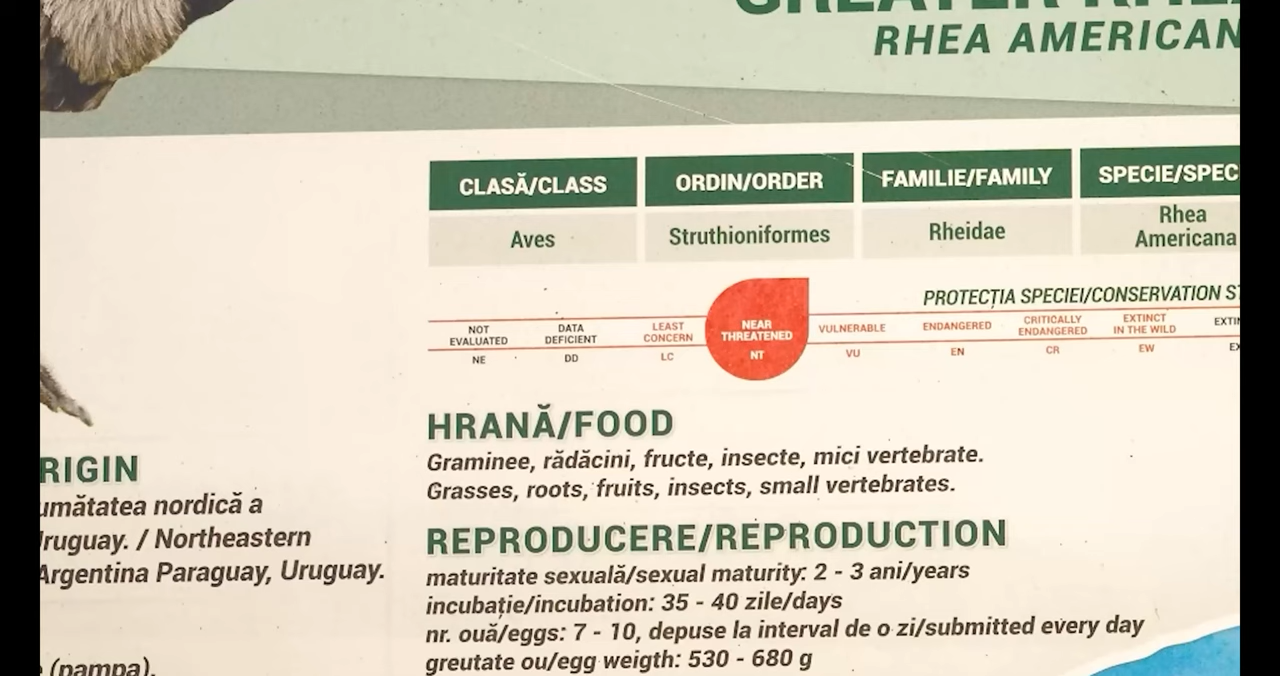 GREATER RHEA
RHEA AMERICAN
CLASĂ/CLASS
ORDIN/ORDER
FAMILIE/FAMILY
SPECIE/SPEC
Aves
Struthioniformes
Rheidae
Rhea
Americana
PROTECȚIA SPECIEI/CONSERVATION ST
NOT
EVALUATED
NE
DATA
DEFICIENT
DD
LEAST
CONCERN
LC
NEAR
THREATENED
NT
VULNERABLE
VU
ENDANGERED
EN
CRITICALLY
ENDANGERED
CR
EXTINCT
IN THE WILD
EW
EXTIN
EX
HRANĂ/FOOD
Graminee, rădăcini, fructe, insecte, mici vertebrate.
Grasses, roots, fruits, insects, small vertebrates.
RIGIN
umătatea nordică a
ruguay. / Northeastern
Argentina Paraguay, Uruguay.
(pampa).
REPRODUCERE/REPRODUCTION
maturitate sexuală/sexual maturity: 2 - 3 ani/years
incubație/incubation: 35 - 40 zile/days
nr. ouă/eggs: 7 - 10, depuse la interval de o zi/submitted every day
greutate ou/egg weigth: 530 - 680 g